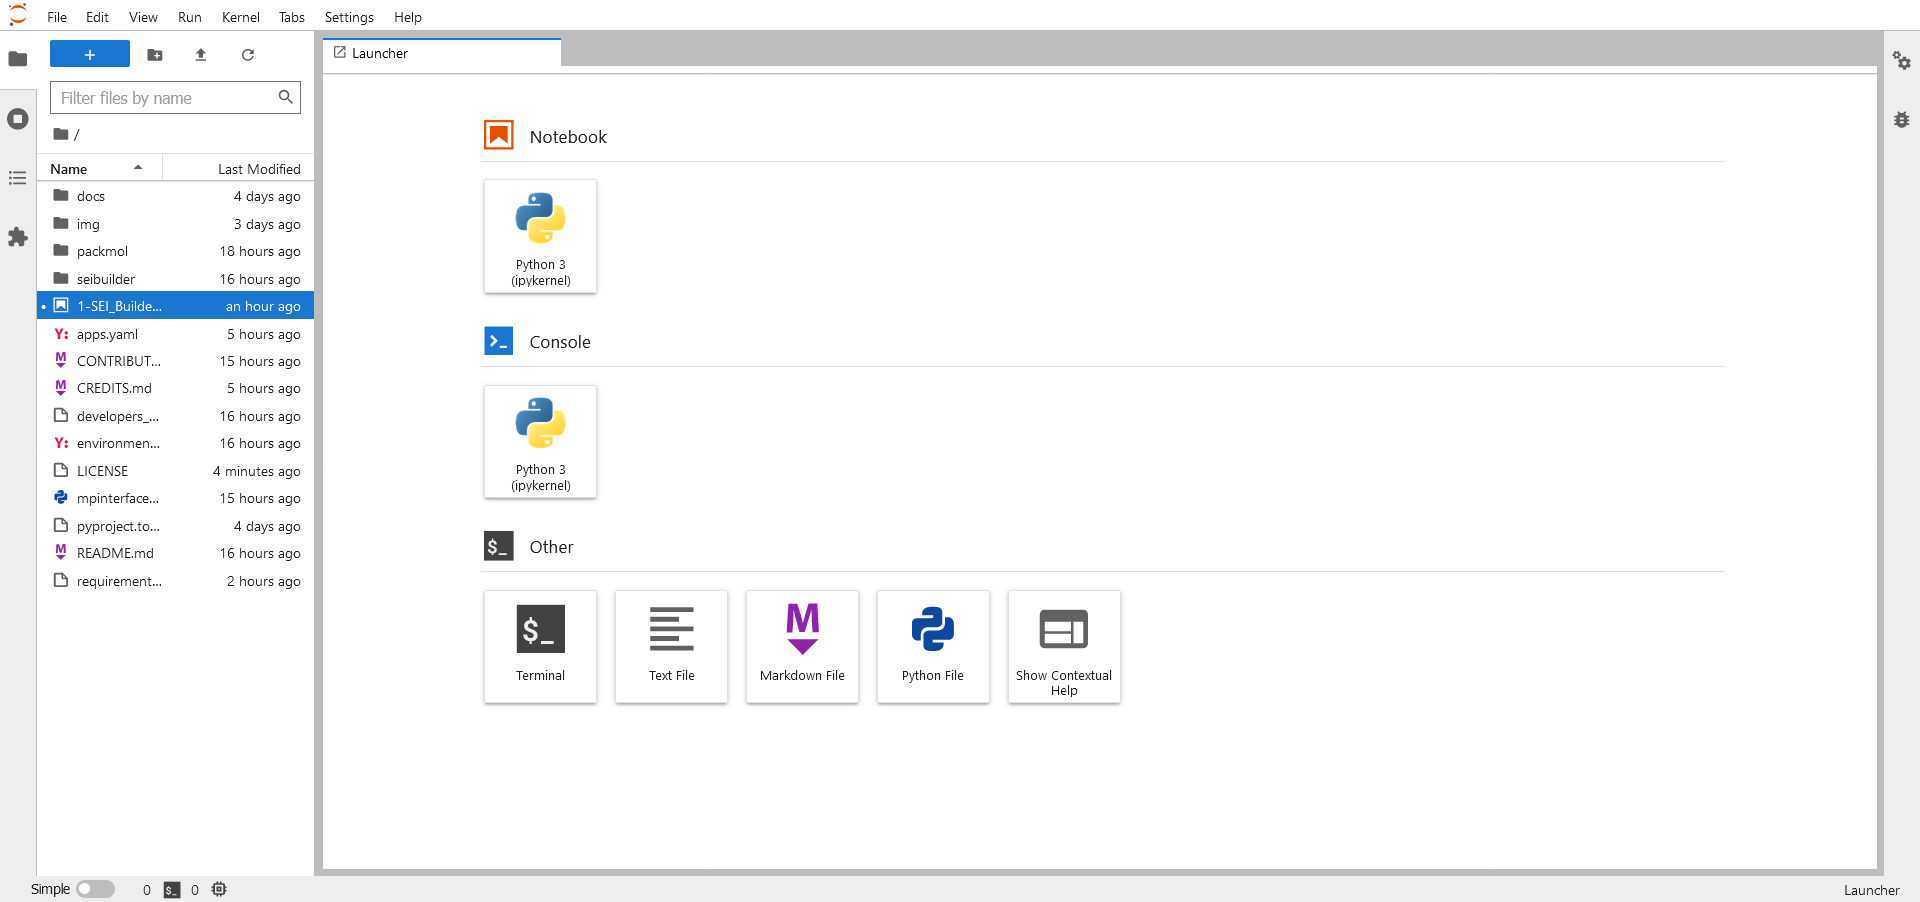 File Edit View Run Kernel Tabs Settings Help
+
Filter files by name
/
Name Last Modified
docs 4 days ago
img 3 days ago
packmol 18 hours ago
seibuilder 16 hours ago
1-SEI_Builde... an hour ago
Y: apps.yaml 5 hours ago
M CONTRIBUT... 15 hours ago
M CREDITS.md 5 hours ago
developers_... 16 hours ago
Y: environmen... 16 hours ago
LICENSE 4 minutes ago
mpinterface... 15 hours ago
pyproject.to... 4 days ago
M README.md 16 hours ago
requirement... 2 hours ago
Launcher
Notebook
Python 3
(ipykernel)
>_ Console
Python 3
(ipykernel)
$_ Other
$_
Terminal
Text File
M
Markdown File
Python File
Show Contextual
Help
Simple 0 $_ 0 Launcher